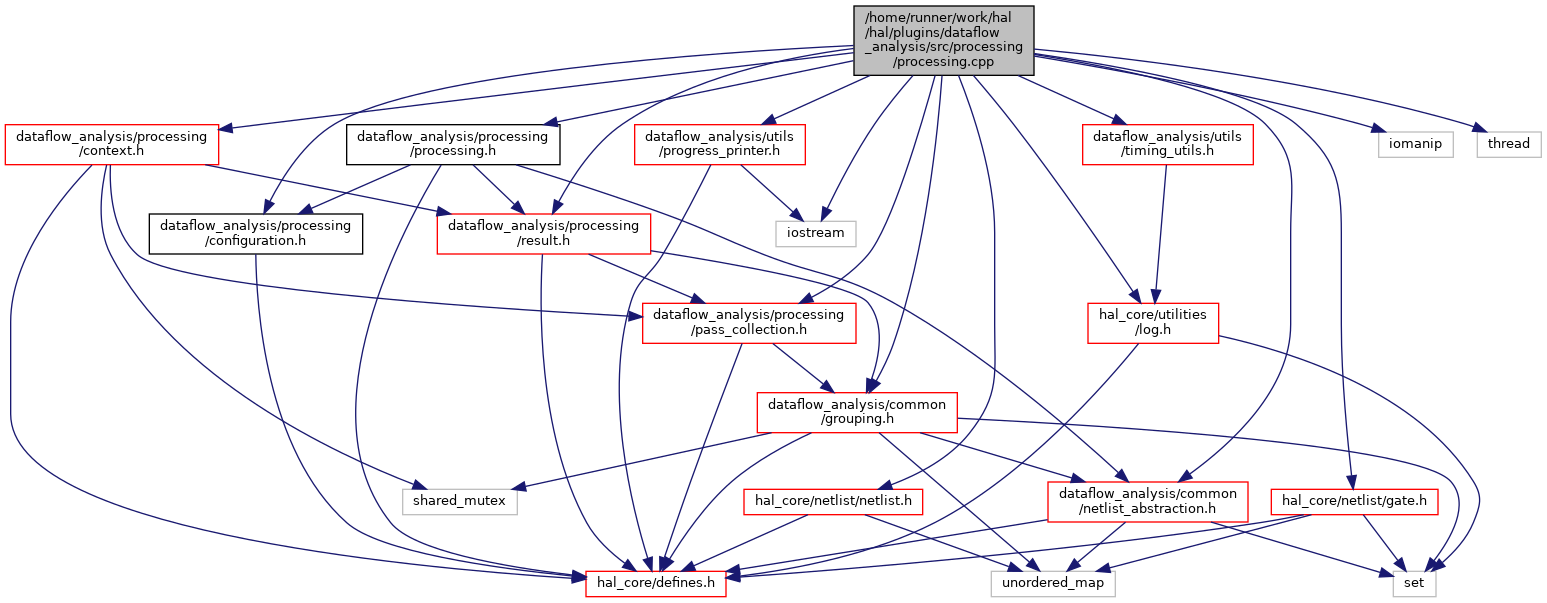 /home/runner/work/hal
/hal/plugins/dataflow
_analysis/src/processing
/processing.cpp
dataflow_analysis/processing
/context.h
dataflow_analysis/processing
/processing.h
dataflow_analysis/utils
/progress_printer.h
dataflow_analysis/utils
/timing_utils.h
iomanip
thread
dataflow_analysis/processing
/configuration.h
dataflow_analysis/processing
/result.h
iostream
dataflow_analysis/processing
/pass_collection.h
hal_core/utilities
/log.h
dataflow_analysis/common
/grouping.h
shared_mutex
hal_core/netlist/netlist.h
dataflow_analysis/common
/netlist_abstraction.h
hal_core/netlist/gate.h
hal_core/defines.h
unordered_map
set